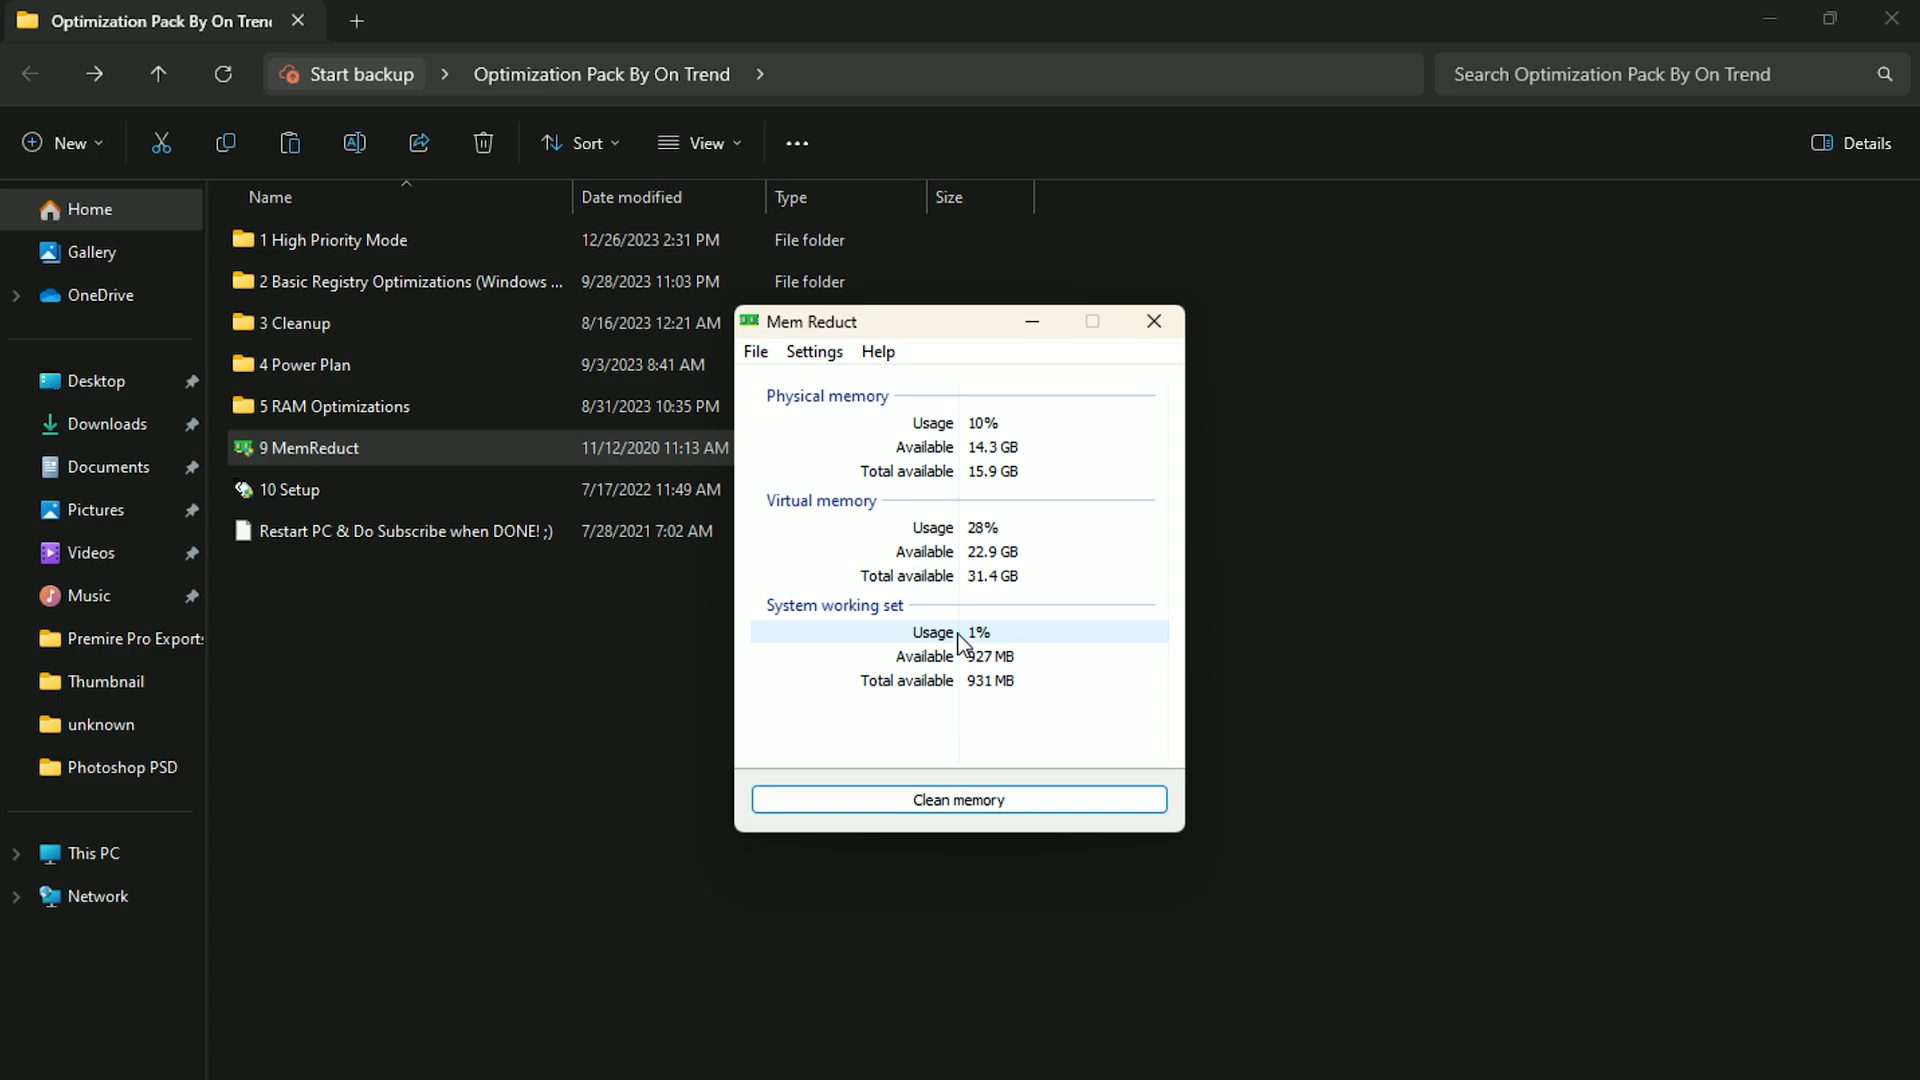 Optimization Pack By On Tren
Start backup > Optimization Pack By On Trend >
Search Optimization Pack By On Trend
New
Sort
View
Details
Home
Gallery
OneDrive
Desktop
Downloads
Documents
Pictures
Videos
Music
Premire Pro Exports
Thumbnail
unknown
Photoshop PSD
This PC
Network
Name Date modified Type Size
1 High Priority Mode 12/26/2023 2:31 PM File folder
2 Basic Registry Optimizations (Windows ... 9/28/2023 11:03 PM File folder
3 Cleanup 8/16/2023 12:21 AM
4 Power Plan 9/3/2023 8:41 AM
5 RAM Optimizations 8/31/2023 10:35 PM
9 MemReduct 11/12/2020 11:13 AM
10 Setup 7/17/2022 11:49 AM
Restart PC & Do Subscribe when DONE! ;) 7/28/2021 7:02 AM
Mem Reduct
File Settings Help
Physical memory
Usage 10%
Available 14.3 GB
Total available 15.9 GB
Virtual memory
Usage 28%
Available 22.9 GB
Total available 31.4 GB
System working set
Usage 1%
Available 927 MB
Total available 931 MB
Clean memory